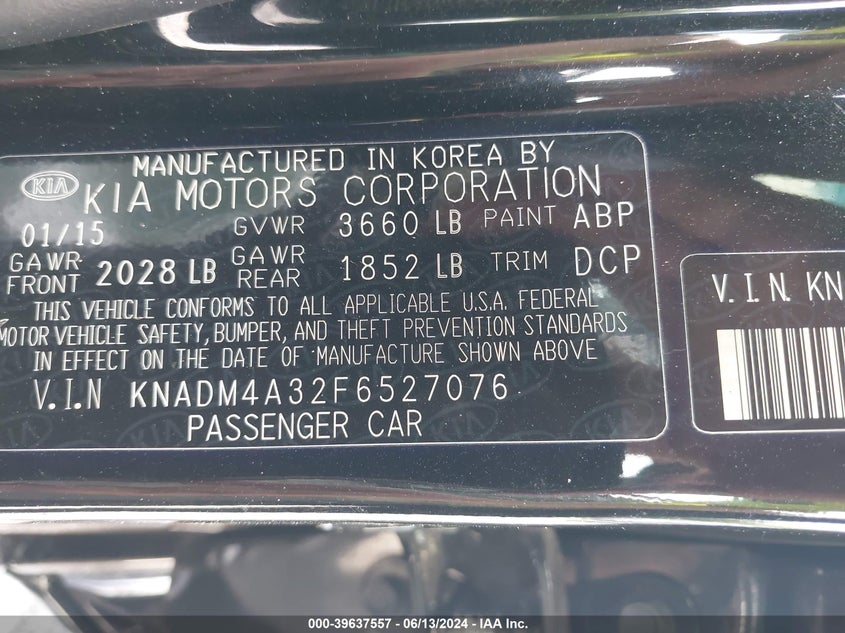 MANUFACTURED IN KOREA BY
KIA KIA MOTORS CORPORATION
01/15 GVWR 3660 LB PAINT ABP
GAWR FRONT 2028 LB GAWR REAR 1852 LB TRIM DCP
THIS VEHICLE CONFORMS TO ALL APPLICABLE U.S.A. FEDERAL
MOTOR VEHICLE SAFETY, BUMPER, AND THEFT PREVENTION STANDARDS
IN EFFECT ON THE DATE OF MANUFACTURE SHOWN ABOVE
V.I.N KNADM4A32F6527076
PASSENGER CAR
V.I.N. KN
000-39637557 - 06/13/2024 - IAA Inc.